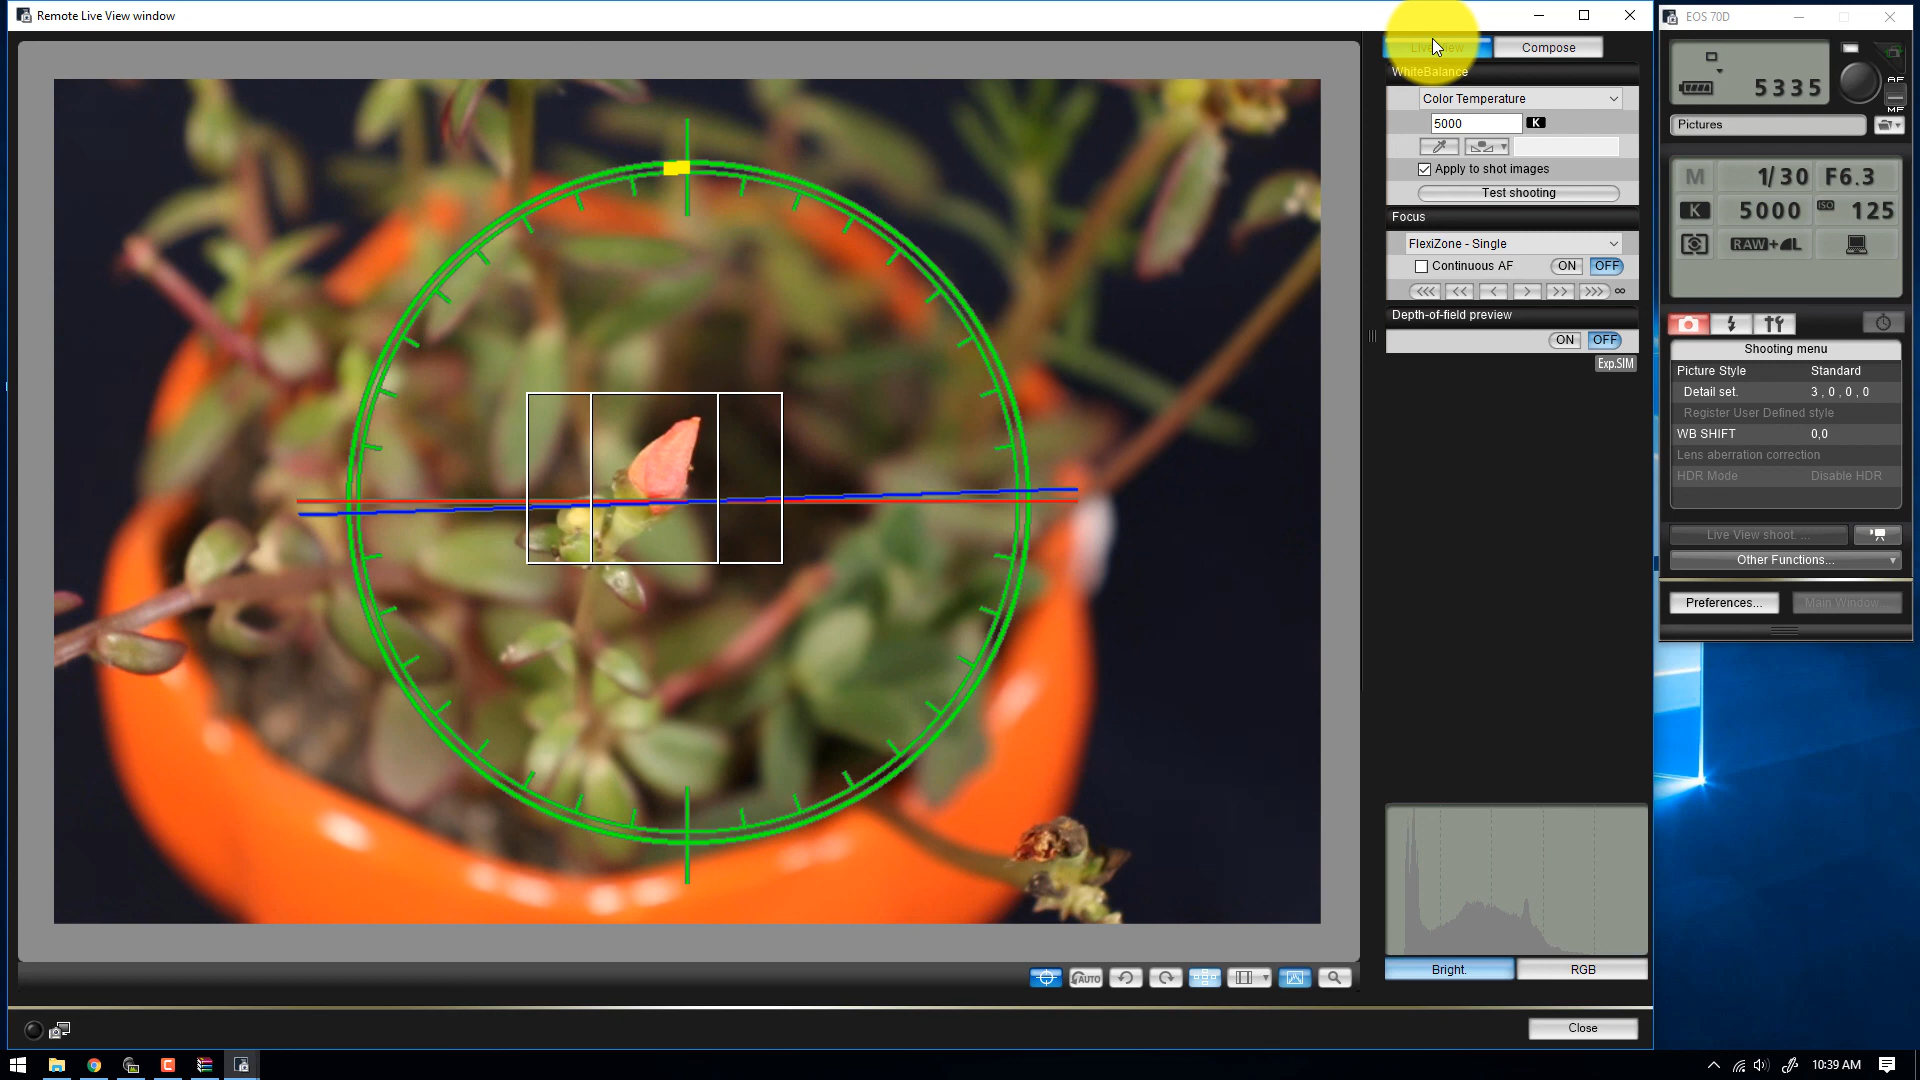 Remote Live View window
Live View
Compose
WhiteBalance
Color Temperature
5000
K
Apply to shot images
Test shooting
Focus
FlexiZone - Single
Continuous AF
ON
OFF
<<<
<<
<
>
>>
>>>
∞
Depth-of-field preview
ON
OFF
Exp.SIM
AUTO
Bright.
RGB
Close
EOS 70D
5335
AF
MF
Pictures
M
1/30
F6.3
K
5000
ISO
125
RAW+L
Shooting menu
Picture Style
Standard
Detail set.
3 , 0 , 0 , 0
Register User Defined style
WB SHIFT
0,0
Lens aberration correction
HDR Mode
Disable HDR
Live View shoot. ...
Other Functions...
Preferences...
Main Window...
10:39 AM